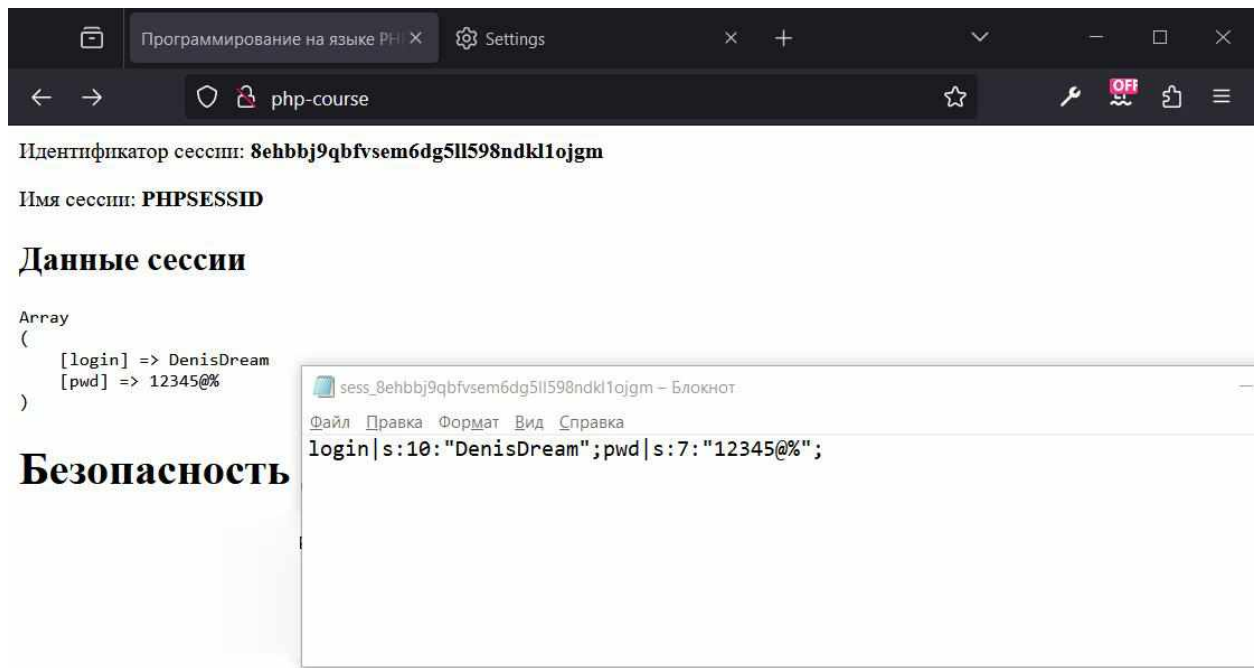 Программирование на языке PH
Settings
php-course
OFF
Идентификатор сессии: 8ehbbj9qbfvsem6dg5ll598ndkl1ojgm
Имя сессии: PHPSESSID
Данные сессии
Array
(
[login] => DenisDream
[pwd] => 12345@%
)
Безопасность
sess_8ehbbj9qbfvsem6dg5ll598ndkl1ojgm – Блокнот
Файл Правка Формат Вид Справка
login|s:10:"DenisDream";pwd|s:7:"12345@%";